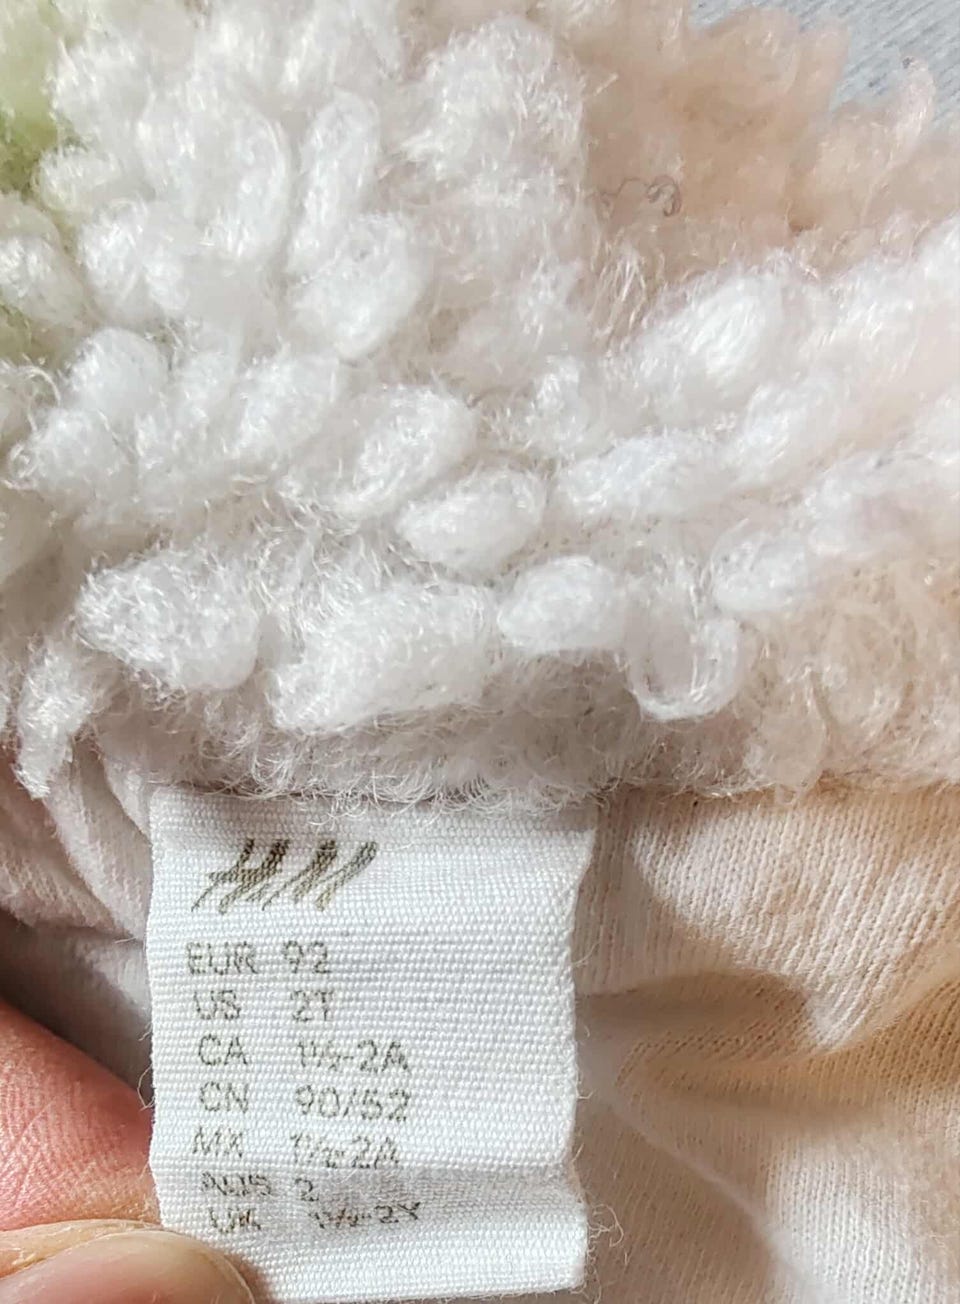 H&M
EUR 92
US 2T
CA 1½-2A
CN 90/52
MX 1½-2A
AUS 2
UK 1½-2Y